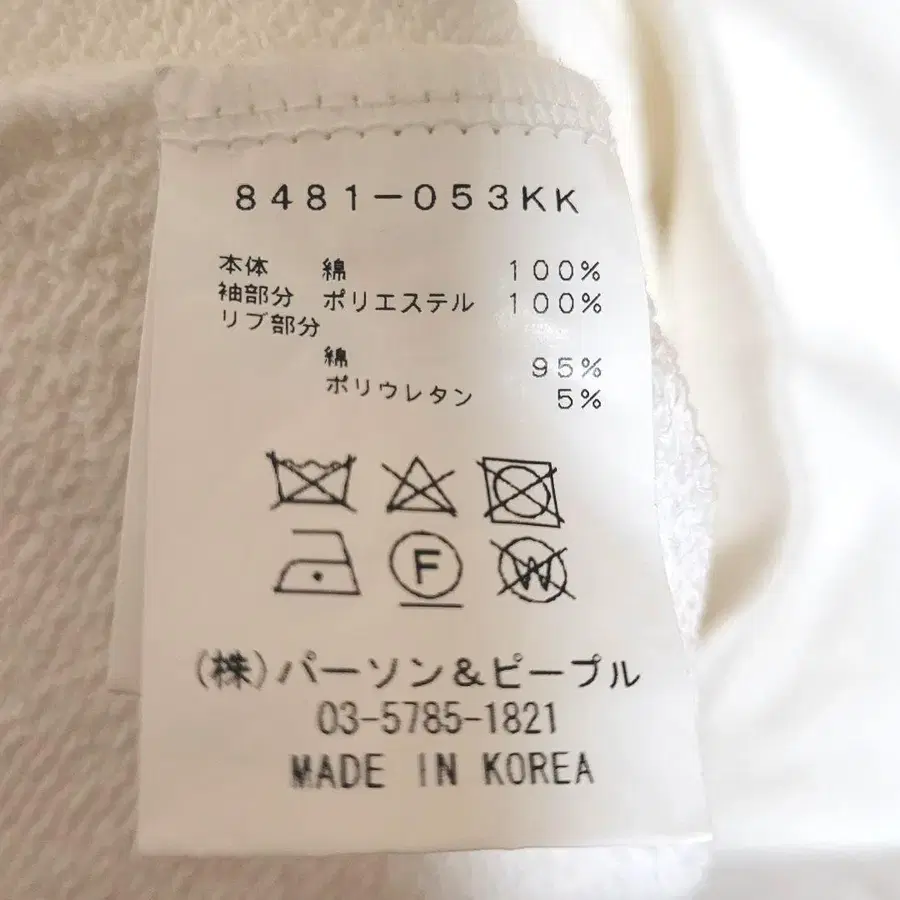 8481-053KK
本体 綿 100%
袖部分 ポリエステル 100%
リブ部分
綿 95%
ポリウレタン 5%
F W
(株)パーソン&ピープル
03-5785-1821
MADE IN KOREA